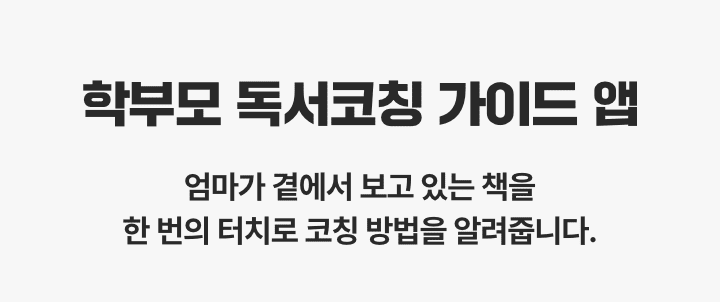 학부모 독서코칭 가이드 앱
엄마가 곁에서 보고 있는 책을
한 번의 터치로 코칭 방법을 알려줍니다.